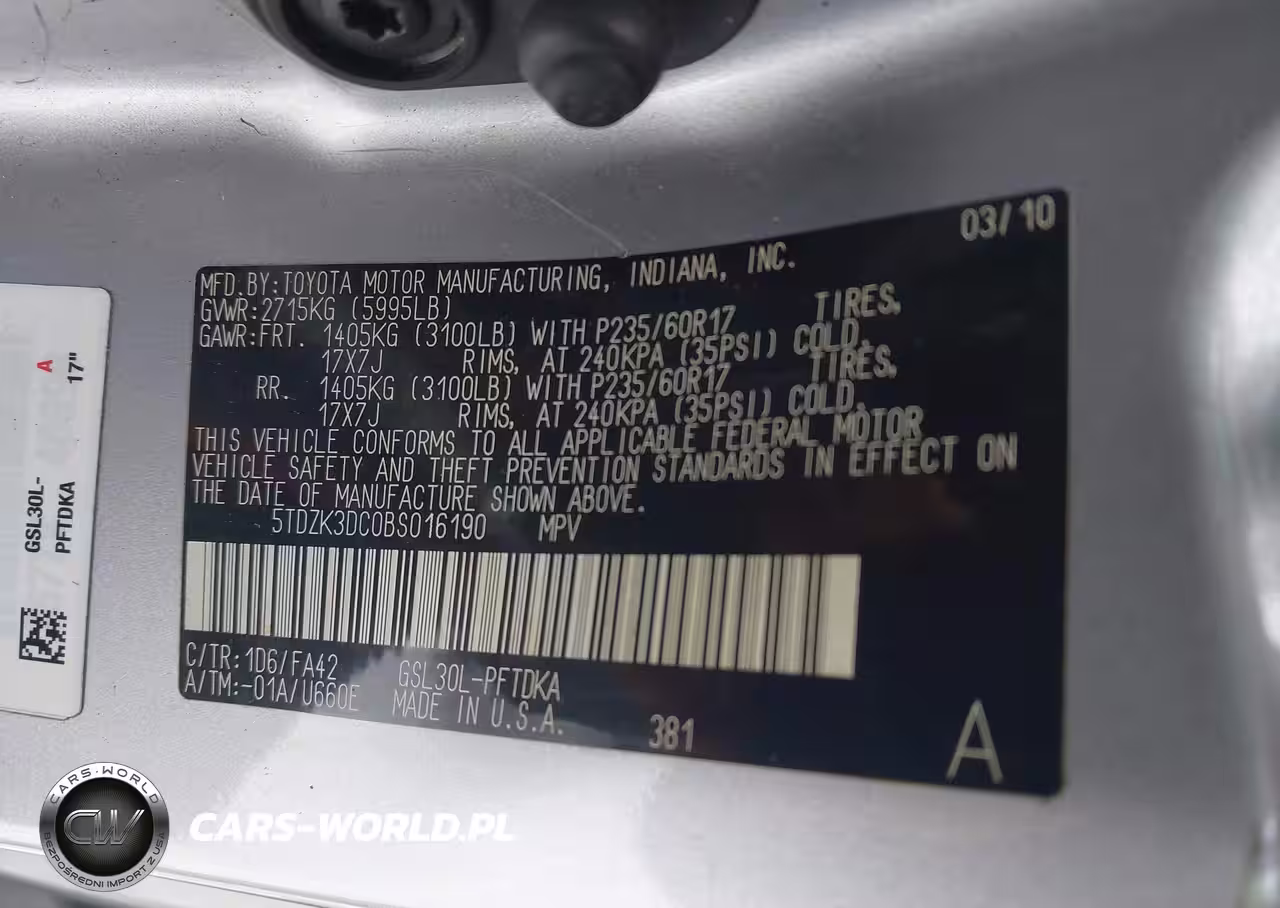 03/10
MFD.BY:TOYOTA MOTOR MANUFACTURING, INDIANA, INC.
GVWR:2715KG (5995LB)
GAWR:FRT. 1405KG (3100LB) WITH P235/60R17 TIRES,
17X7J RIMS, AT 240KPA (35PSI) COLD.
RR. 1405KG (3100LB) WITH P235/60R17 TIRES,
17X7J RIMS, AT 240KPA (35PSI) COLD.
THIS VEHICLE CONFORMS TO ALL APPLICABLE FEDERAL MOTOR
VEHICLE SAFETY AND THEFT PREVENTION STANDARDS IN EFFECT ON
THE DATE OF MANUFACTURE SHOWN ABOVE.
5TDZK3DC0BS016190 MPV
C/TR:1D6/FA42 GSL30L-PFTDKA
A/TM:-01A/U660E MADE IN U.S.A. 381
A
A
17"
GSL30L-
PFTDKA
CARS-WORLD
CW
BEZPOŚREDNI IMPORT Z USA
CARS-WORLD.PL